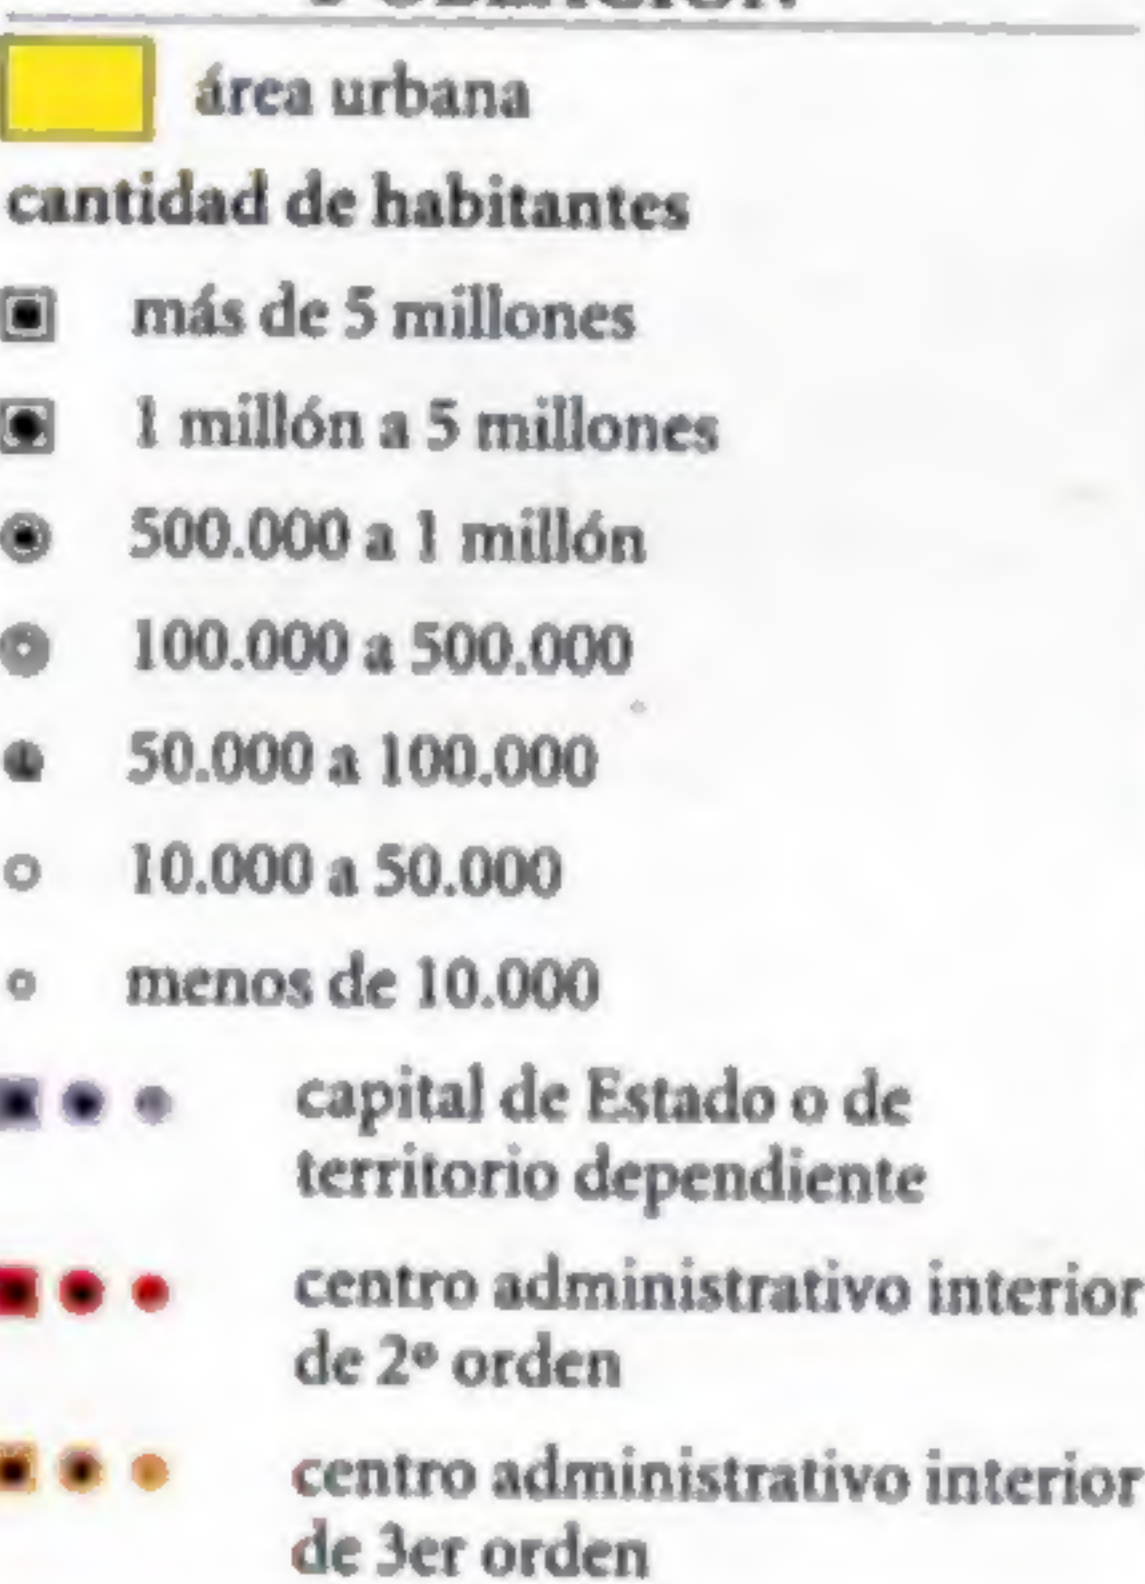 POBLACIÓN
área urbana
cantidad de habitantes
más de 5 millones
1 millón a 5 millones
500.000 a 1 millón
100.000 a 500.000
50.000 a 100.000
10.000 a 50.000
menos de 10.000
capital de Estado o de
territorio dependiente
centro administrativo interior
de 2º orden
centro administrativo interior
de 3er orden